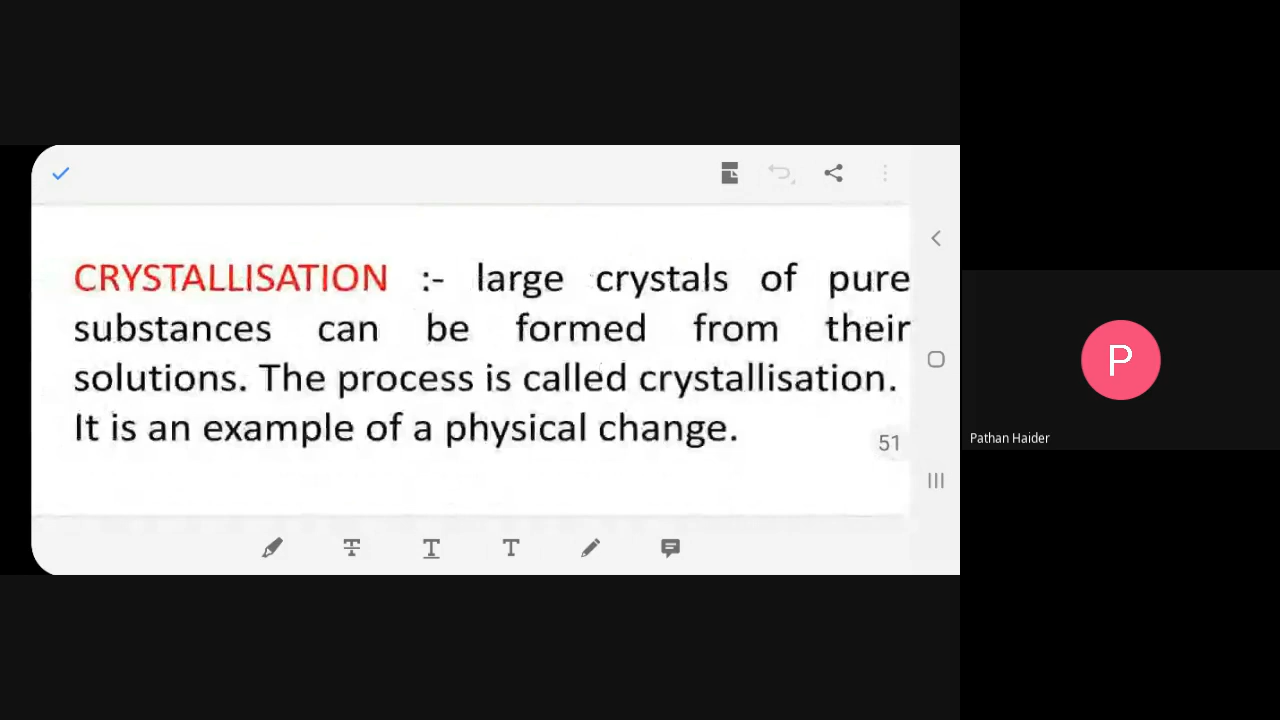 CRYSTALLISATION :- large crystals of pure
substances can be formed from their
solutions. The process is called crystallisation.
It is an example of a physical change.
51
P
Pathan Haider